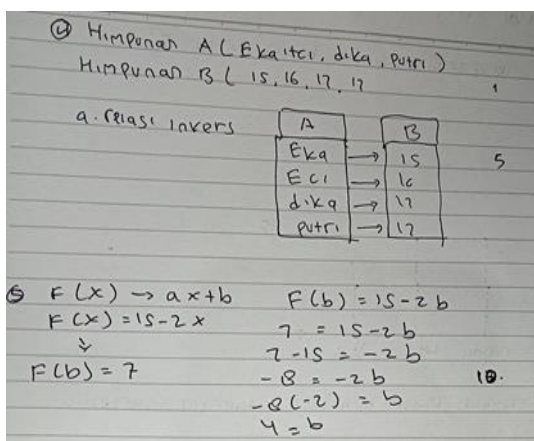 ④ Himpunan A ( Eka, Eci, dika, putri )
Himpunan B ( 15, 16, 17, 17
1
a. relasi invers
A B
Eka → 15
5
Eci → 16
dika → 17
putri → 17
⑤ F(x) → ax+b
F(x) = 15-2x
F(b) = 7
F(b) = 15-2b
7 = 15-2b
7-15 = -2b
-8 = -2b
10.
-8(-2) = b
4 = b